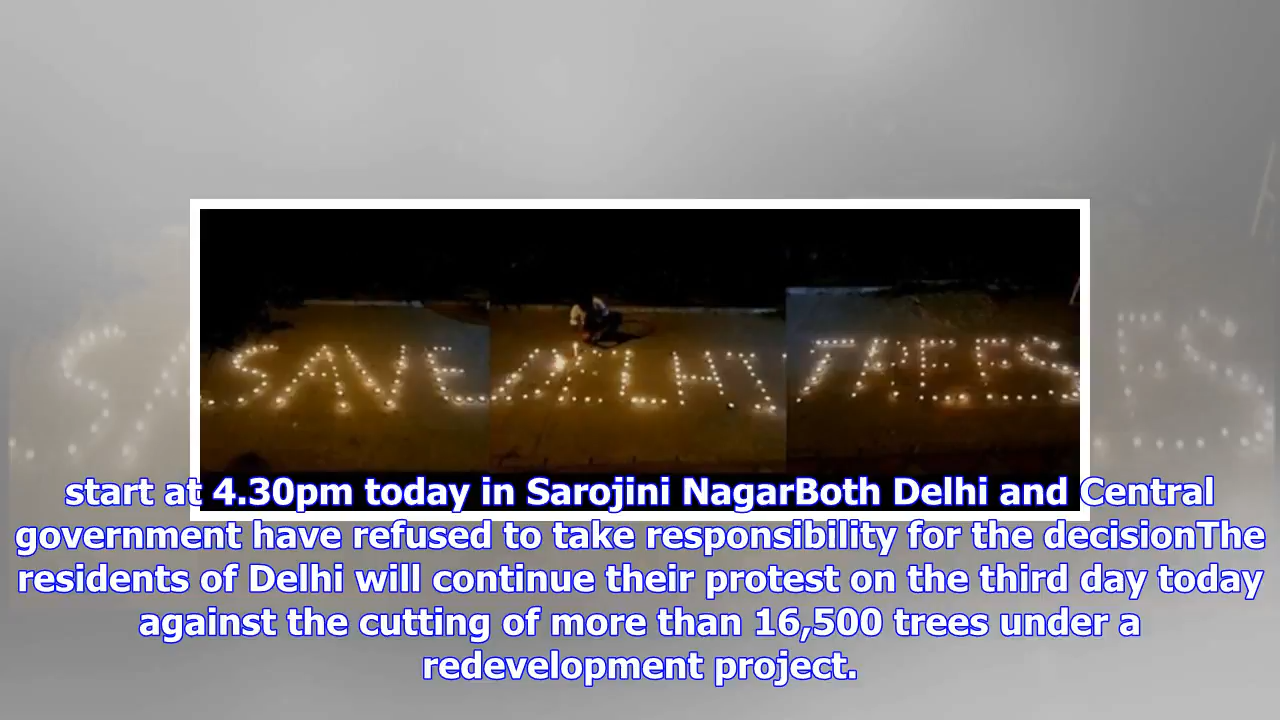 SAVE DELHI TREES
start at 4.30pm today in Sarojini NagarBoth Delhi and Central
government have refused to take responsibility for the decisionThe
residents of Delhi will continue their protest on the third day today
against the cutting of more than 16,500 trees under a
redevelopment project.